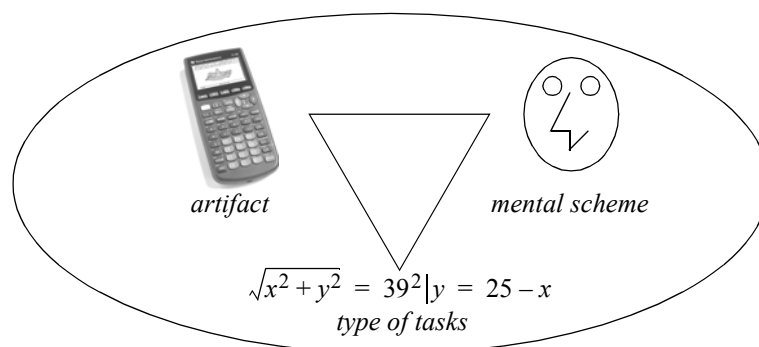 artifact
mental scheme
√x² + y² = 39² | y = 25 – x
type of tasks